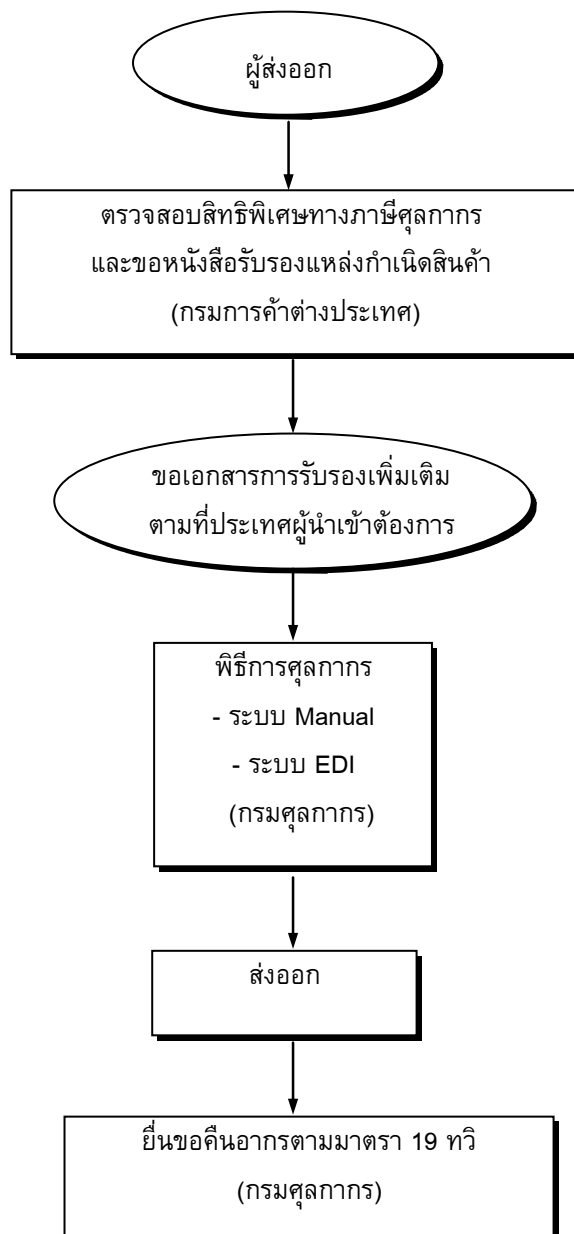 ผู้ส่งออก
ตรวจสอบสิทธิพิเศษทางภาษีศุลกากร
และขอหนังสือรับรองแหล่งกำเนิดสินค้า
(กรมการค้าต่างประเทศ)
ขอเอกสารการรับรองเพิ่มเติม
ตามที่ประเทศผู้นำเข้าต้องการ
พิธีการศุลกากร
- ระบบ Manual
- ระบบ EDI
(กรมศุลกากร)
ส่งออก
ยื่นขอคืนอากรตามมาตรา 19 ทวิ
(กรมศุลกากร)